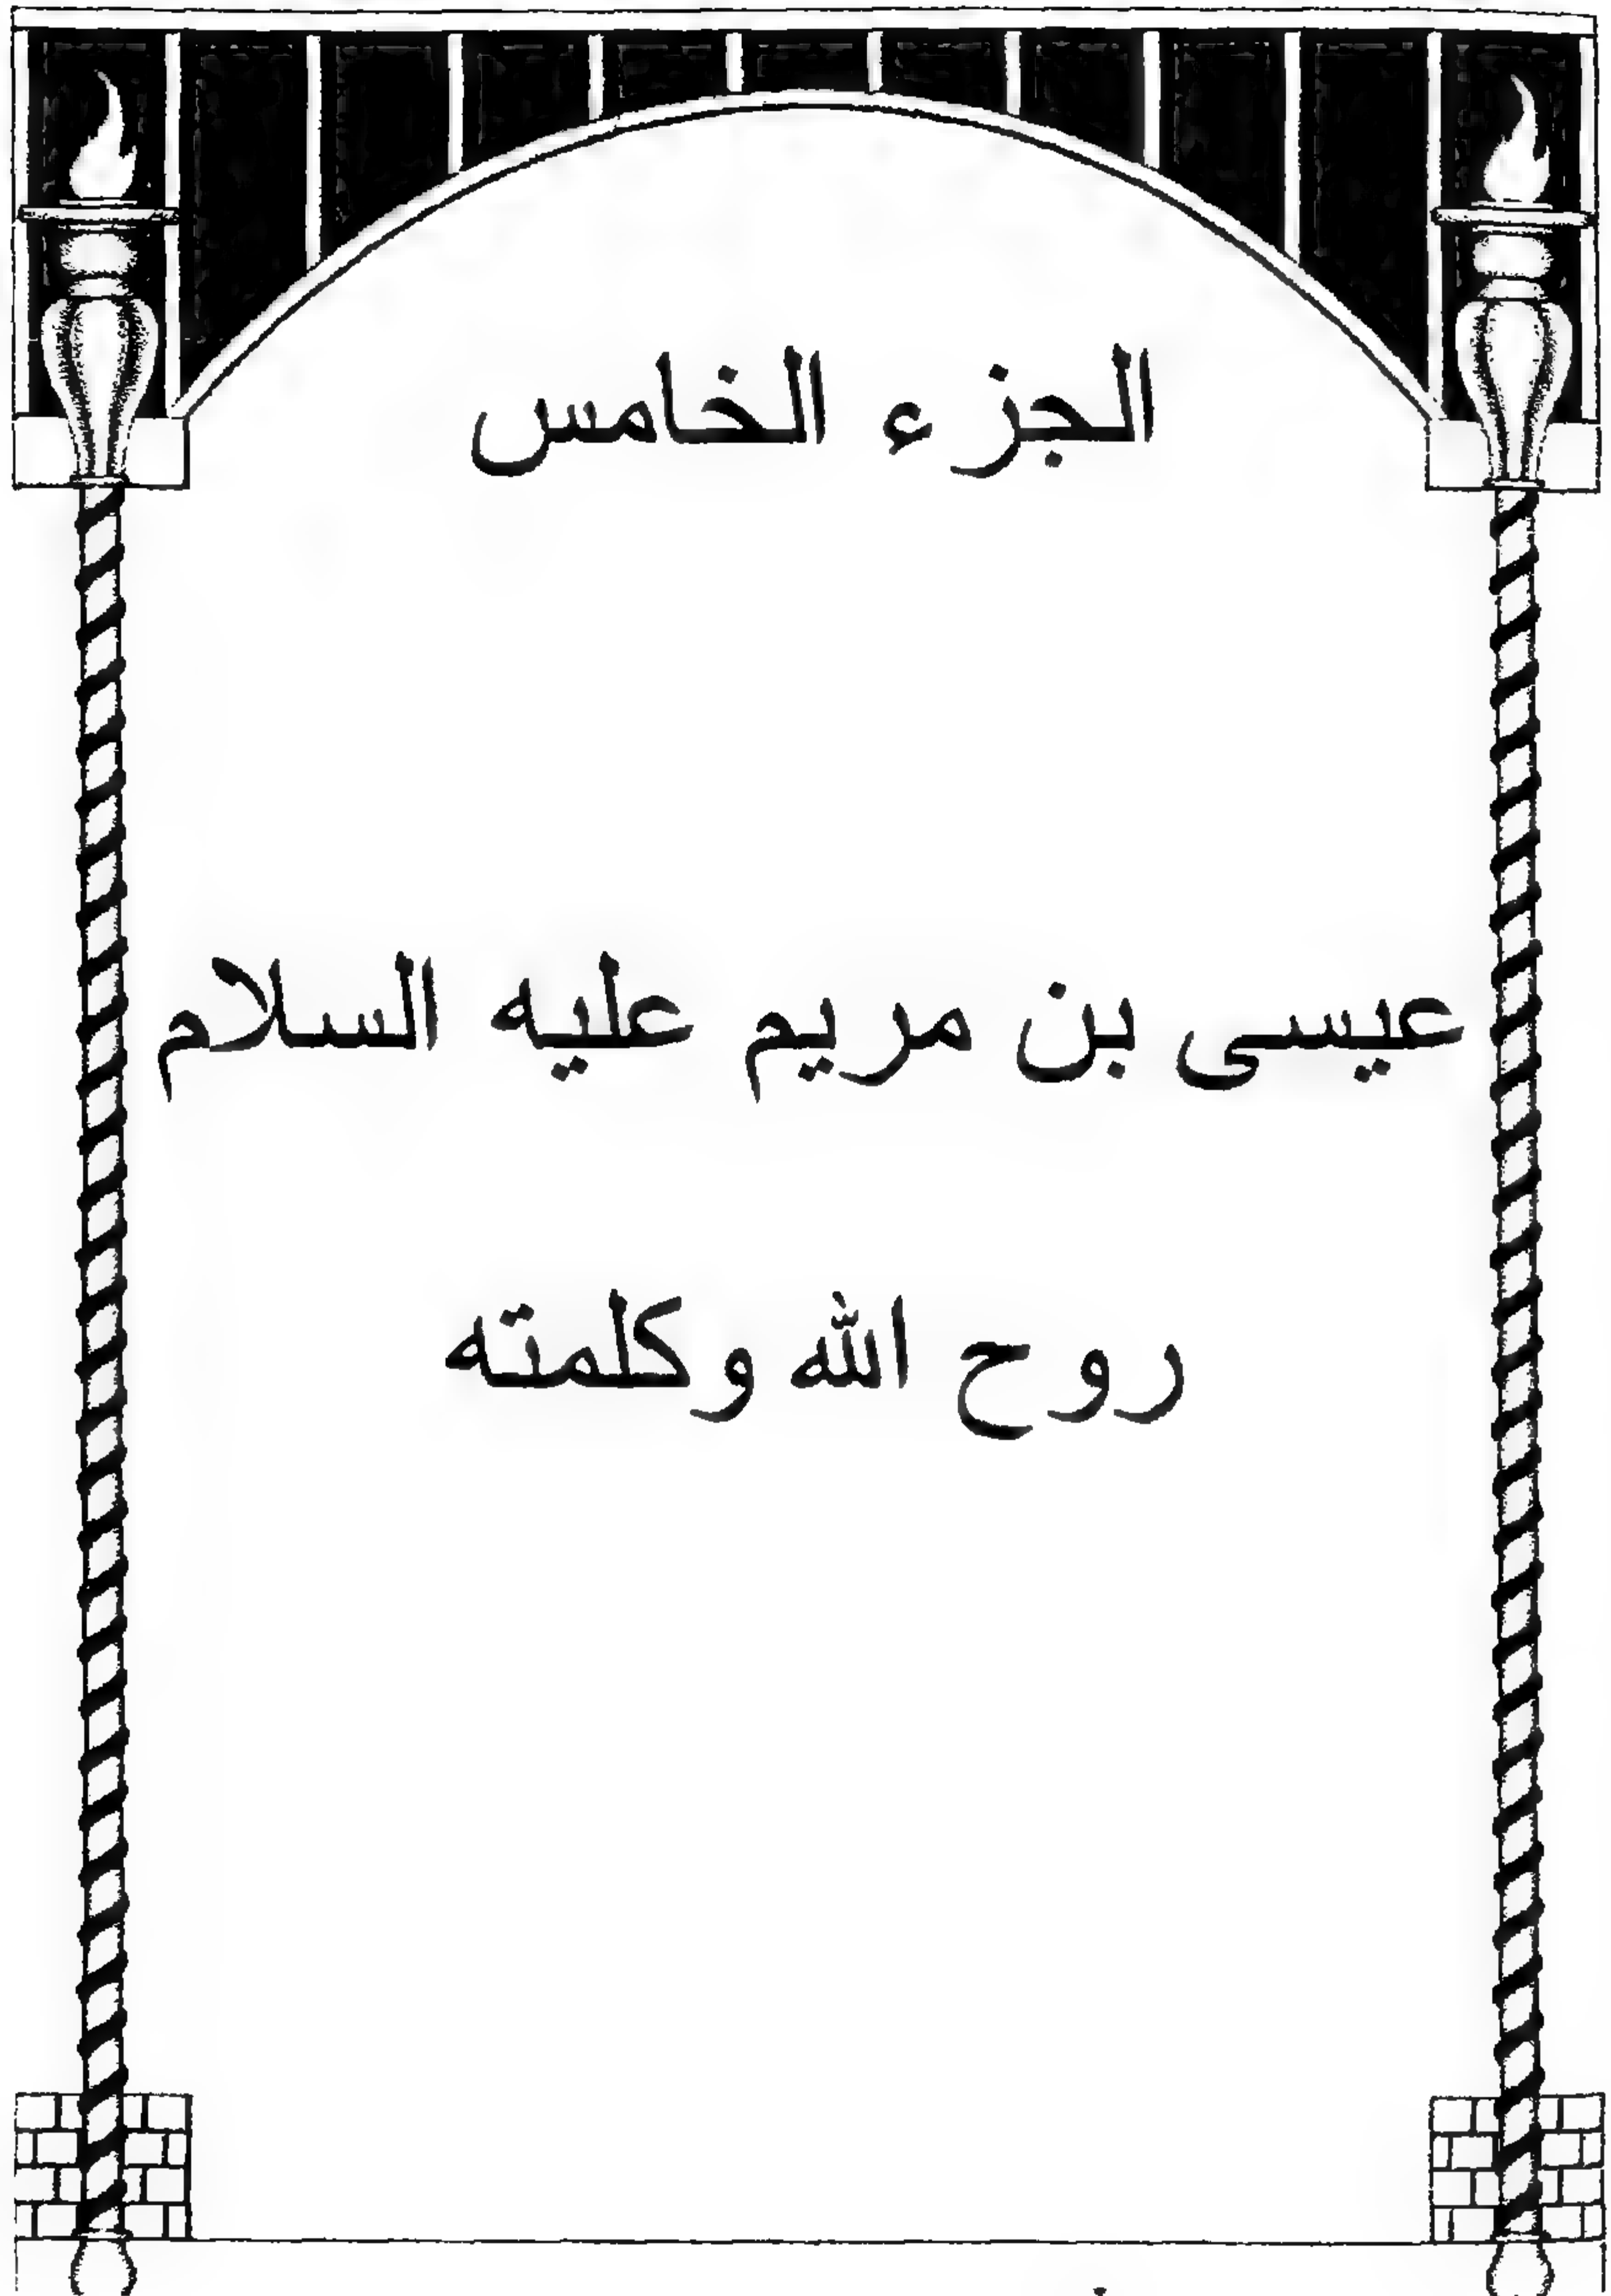 الجزء الخامس
عيسى بن مريم عليه السلام
روح الله وكلمته